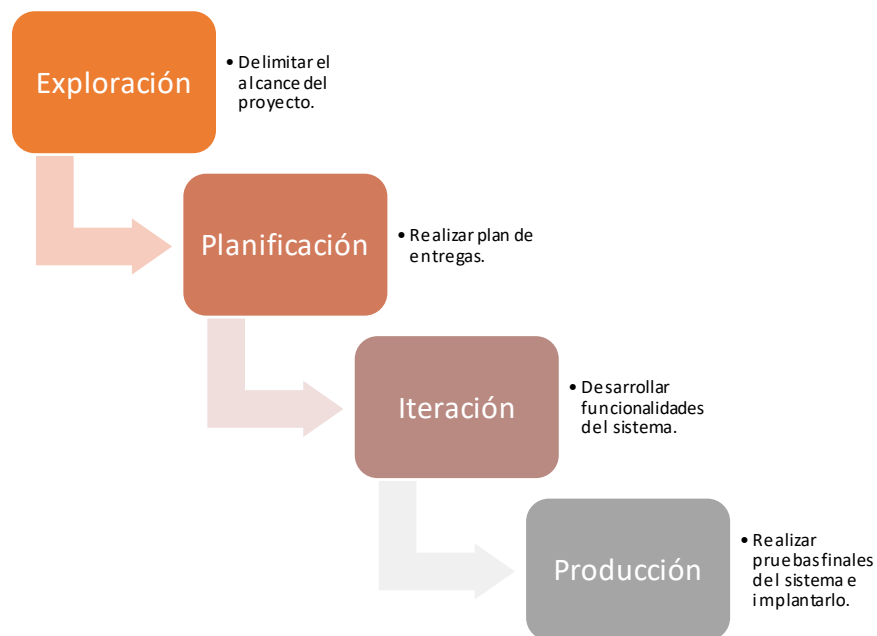 Exploración
• Delimitar el
alcance del
proyecto.
Planificación
• Realizar plan de
entregas.
Iteración
• Desarrollar
funcionalidades
del sistema.
Producción
• Realizar
pruebas finales
del sistema e
implantarlo.